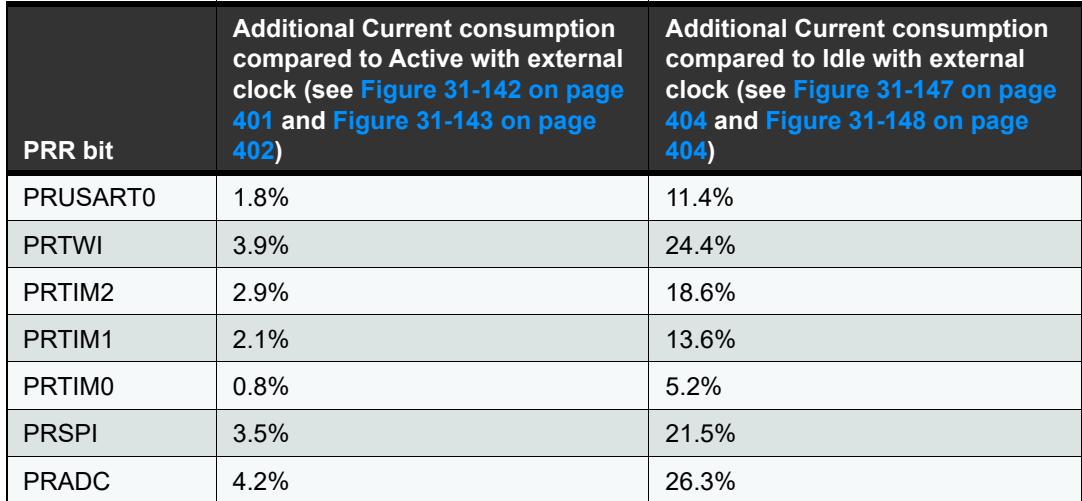 PRR bit
Additional Current consumption
compared to Active with external
clock (see Figure 31-142 on page
401 and Figure 31-143 on page
402)
Additional Current consumption
compared to Idle with external
clock (see Figure 31-147 on page
404 and Figure 31-148 on page
404)
PRUSART0 1.8% 11.4%
PRTWI 3.9% 24.4%
PRTIM2 2.9% 18.6%
PRTIM1 2.1% 13.6%
PRTIM0 0.8% 5.2%
PRSPI 3.5% 21.5%
PRADC 4.2% 26.3%